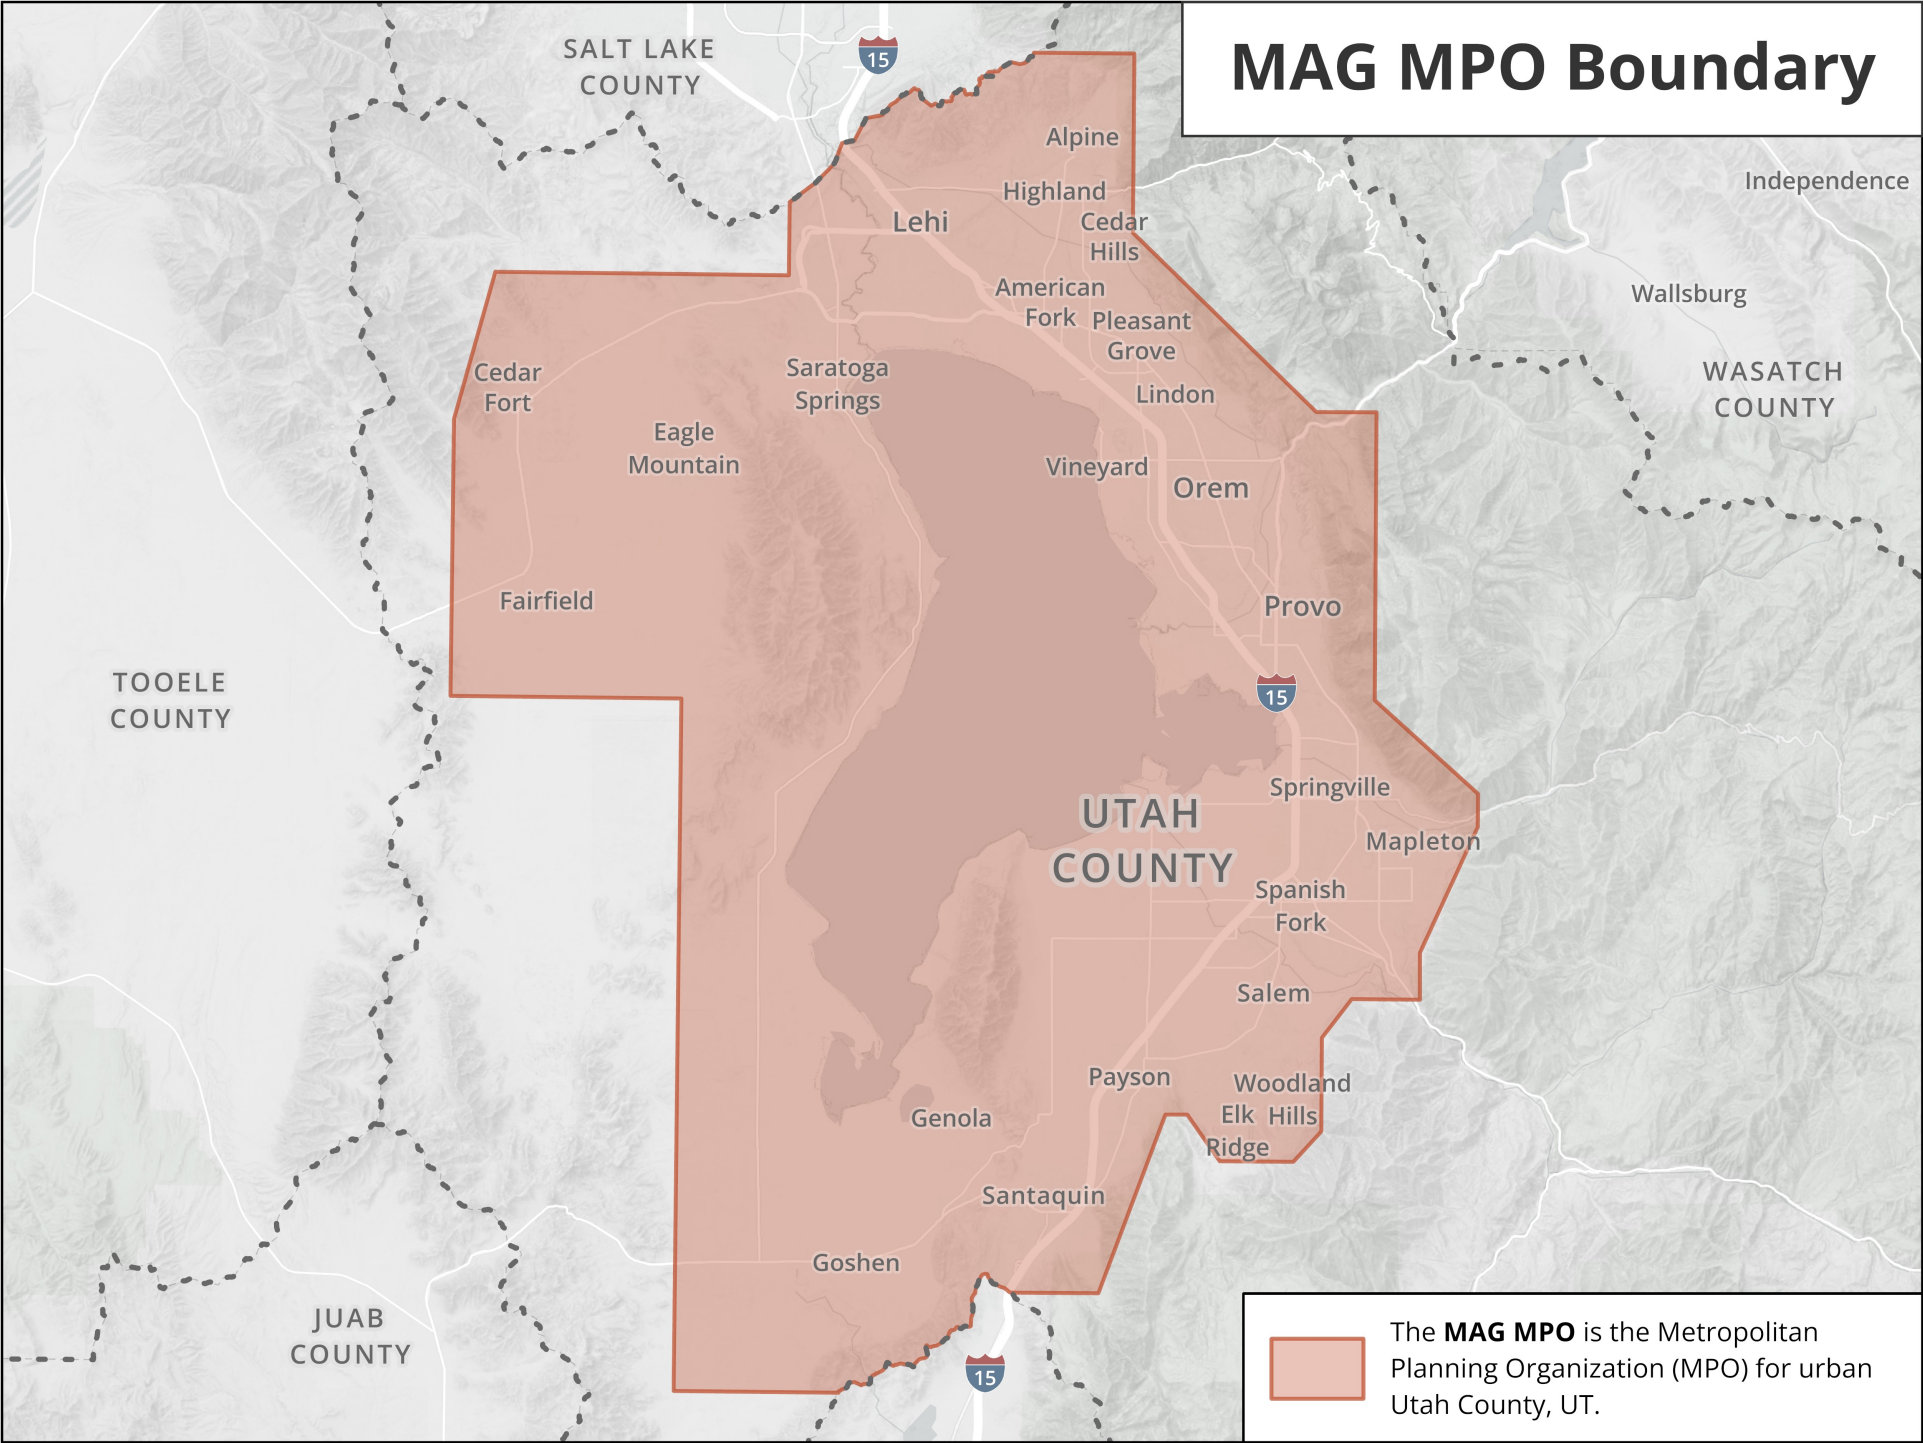 MAG MPO Boundary
SALT LAKE
COUNTY
15
Alpine
Independence
Highland
Lehi
Cedar
Hills
American
Fork
Pleasant
Grove
Wallsburg
Cedar
Fort
Saratoga
Springs
Lindon
WASATCH
COUNTY
Eagle
Mountain
Vineyard
Orem
Fairfield
Provo
TOOELE
COUNTY
15
Springville
UTAH
COUNTY
Mapleton
Spanish
Fork
Salem
Payson
Woodland
Hills
Elk
Ridge
Genola
Santaquin
Goshen
JUAB
COUNTY
15
The MAG MPO is the Metropolitan
Planning Organization (MPO) for urban
Utah County, UT.